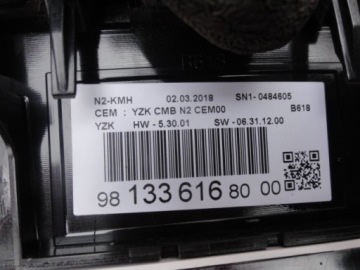 N2-KMH 02.03.2018 SN1- 0484605
CEM : YZK CMB N2 CEM00 B618
YZK HW - 5.30.01 SW - 06.31.12.00
98 133 616 80 00